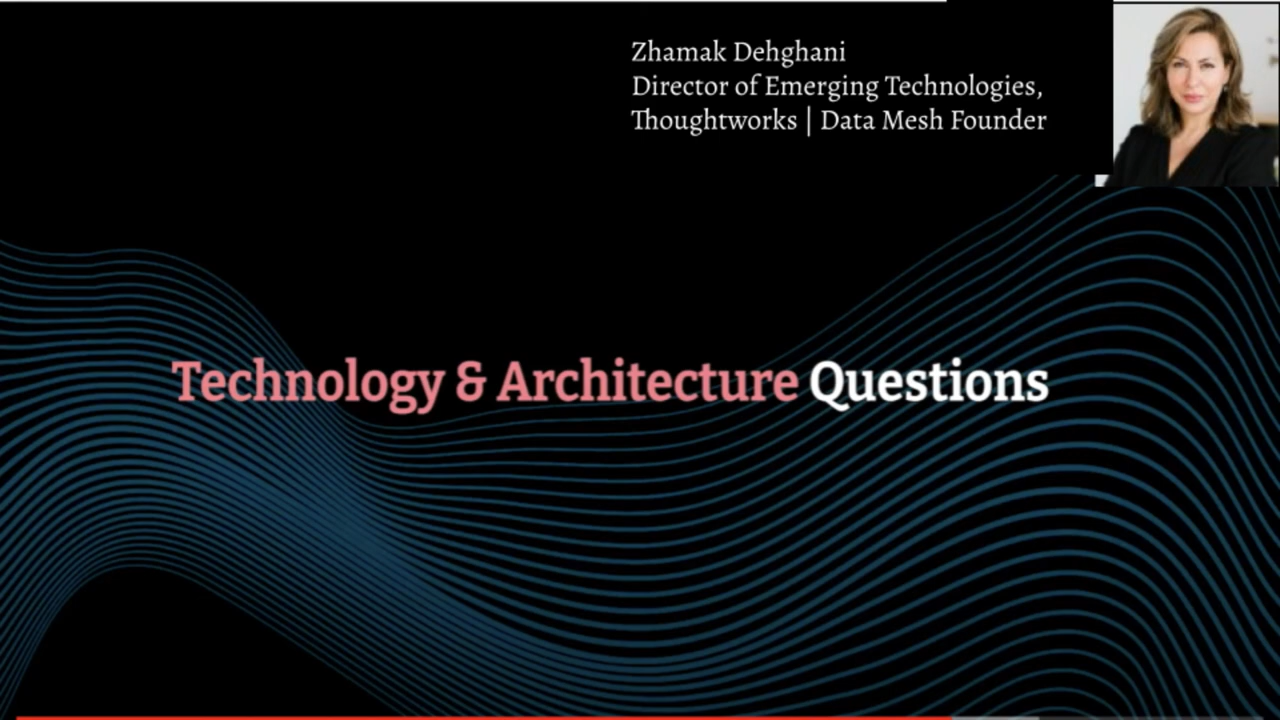 Zhamak Dehghani
Director of Emerging Technologies,
Thoughtworks | Data Mesh Founder
Technology & Architecture Questions